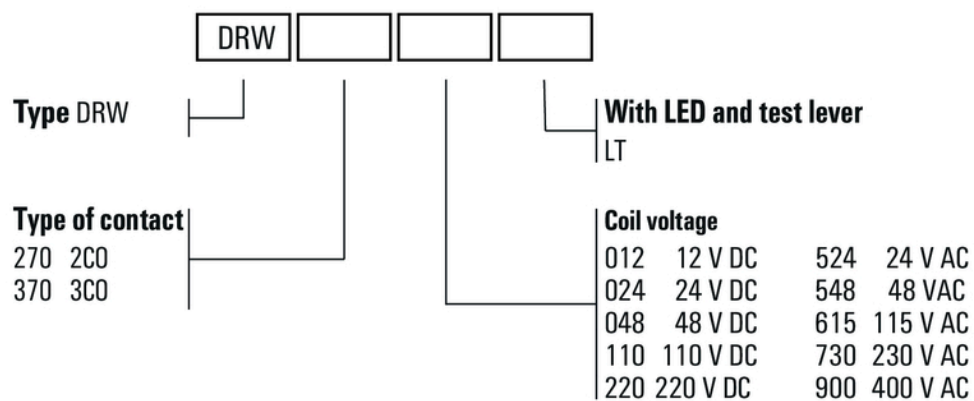 DRW
Type DRW
With LED and test lever
LT
Type of contact
270 2CO
370 3CO
Coil voltage
012 12 V DC 524 24 V AC
024 24 V DC 548 48 VAC
048 48 V DC 615 115 V AC
110 110 V DC 730 230 V AC
220 220 V DC 900 400 V AC